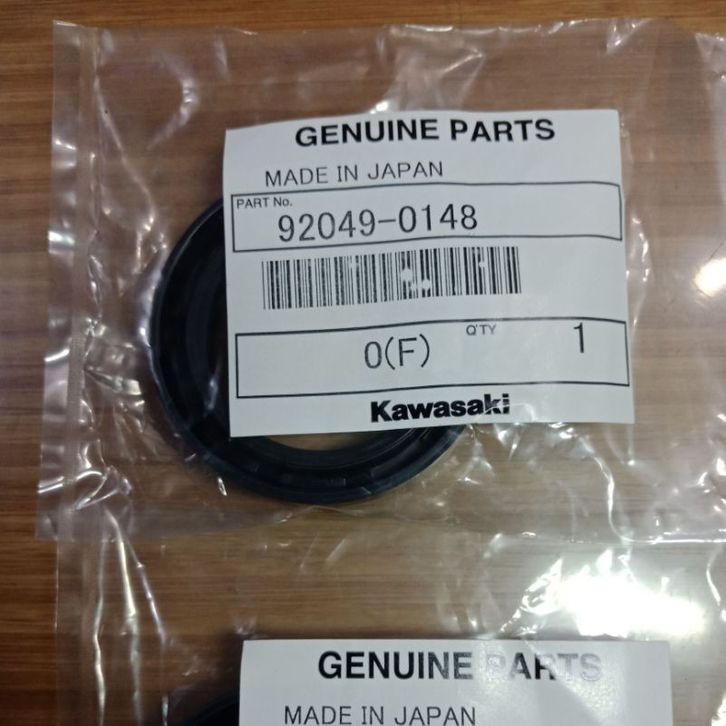 GENUINE PARTS
MADE IN JAPAN
PART No.
92049-0148
0(F) Q'TY 1
Kawasaki
GENUINE PARTS
MADE IN JAPAN